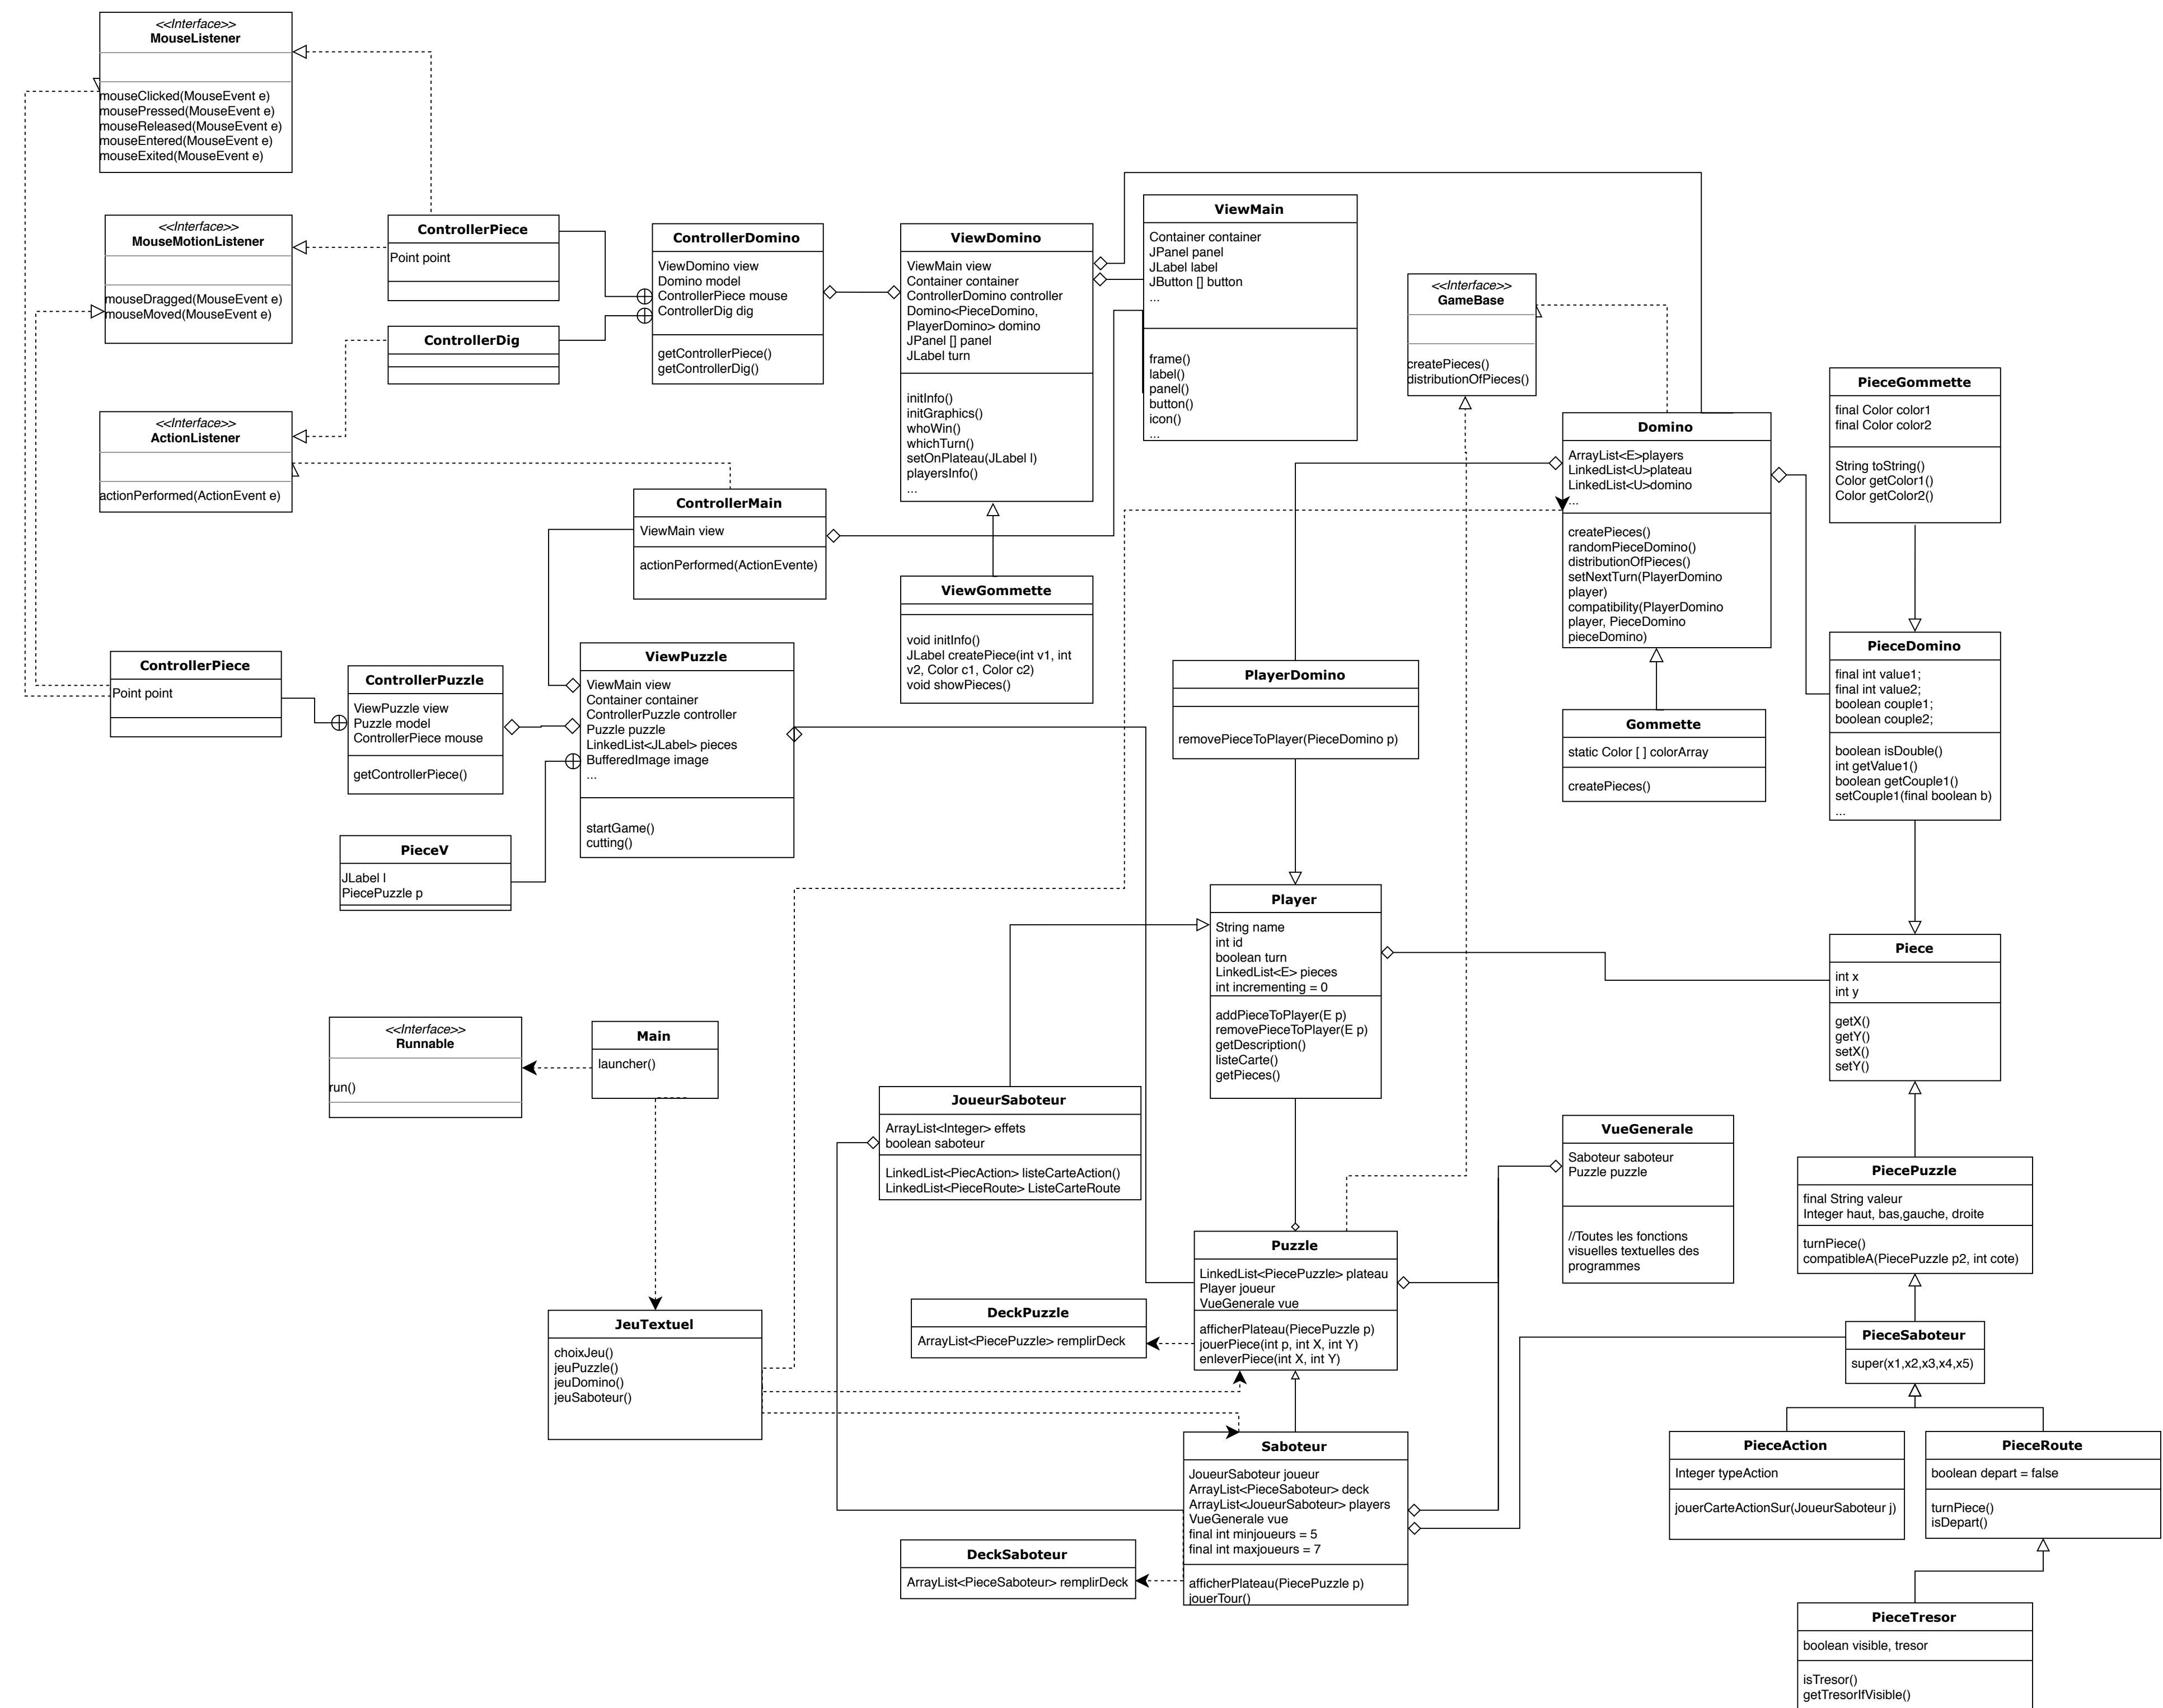 <<Interface>>
MouseListener
mouseClicked(MouseEvent e)
mousePressed(MouseEvent e)
mouseReleased(MouseEvent e)
mouseEntered(MouseEvent e)
mouseExited(MouseEvent e)
<<Interface>>
MouseMotionListener
mouseDragged(MouseEvent e)
mouseMoved(MouseEvent e)
<<Interface>>
ActionListener
actionPerformed(ActionEvent e)
ControllerPiece
Point point
ControllerDig
ControllerDomino
ViewDomino view
Domino model
ControllerPiece mouse
ControllerDig dig
getControllerPiece()
getControllerDig()
ViewDomino
ViewMain view
Container container
ControllerDomino controller
Domino<PieceDomino,
PlayerDomino> domino
JPanel [] panel
JLabel turn
initInfo()
initGraphics()
whoWin()
whichTurn()
setOnPlateau(JLabel l)
playersInfo()
...
ViewMain
Container container
JPanel panel
JLabel label
JButton [] button
...
frame()
label()
panel()
button()
icon()
...
<<Interface>>
GameBase
createPieces()
distributionOfPieces()
Domino
ArrayList<E>players
LinkedList<U>plateau
LinkedList<U>domino
...
createPieces()
randomPieceDomino()
distributionOfPieces()
setNextTurn(PlayerDomino
player)
compatibility(PlayerDomino
player, PieceDomino
pieceDomino)
PieceGommette
final Color color1
final Color color2
String toString()
Color getColor1()
Color getColor2()
ControllerMain
ViewMain view
actionPerformed(ActionEvente)
ViewGommette
void initInfo()
JLabel createPiece(int v1, int
v2, Color c1, Color c2)
void showPieces()
ControllerPiece
Point point
ControllerPuzzle
ViewPuzzle view
Puzzle model
ControllerPiece mouse
getControllerPiece()
ViewPuzzle
ViewMain view
Container container
ControllerPuzzle controller
Puzzle puzzle
LinkedList<JLabel> pieces
BufferedImage image
...
startGame()
cutting()
PieceV
JLabel l
PiecePuzzle p
PlayerDomino
removePieceToPlayer(PieceDomino p)
Gommette
static Color [ ] colorArray
createPieces()
PieceDomino
final int value1;
final int value2;
boolean couple1;
boolean couple2;
boolean isDouble()
int getValue1()
boolean getCouple1()
setCouple1(final boolean b)
...
Player
String name
int id
boolean turn
LinkedList<E> pieces
int incrementing = 0
addPieceToPlayer(E p)
removePieceToPlayer(E p)
getDescription()
listeCarte()
getPieces()
Piece
int x
int y
getX()
getY()
setX()
setY()
<<Interface>>
Runnable
run()
Main
launcher()
JoueurSaboteur
ArrayList<Integer> effets
boolean saboteur
LinkedList<PiecAction> listeCarteAction()
LinkedList<PieceRoute> ListeCarteRoute
VueGenerale
Saboteur saboteur
Puzzle puzzle
//Toutes les fonctions
visuelles textuelles des
programmes
PiecePuzzle
final String valeur
Integer haut, bas,gauche, droite
turnPiece()
compatibleA(PiecePuzzle p2, int cote)
Puzzle
LinkedList<PiecePuzzle> plateau
Player joueur
VueGenerale vue
afficherPlateau(PiecePuzzle p)
jouerPiece(int p, int X, int Y)
enleverPiece(int X, int Y)
DeckPuzzle
ArrayList<PiecePuzzle> remplirDeck
JeuTextuel
choixJeu()
jeuPuzzle()
jeuDomino()
jeuSaboteur()
PieceSaboteur
super(x1,x2,x3,x4,x5)
Saboteur
JoueurSaboteur joueur
ArrayList<PieceSaboteur> deck
ArrayList<JoueurSaboteur> players
VueGenerale vue
final int minjoueurs = 5
final int maxjoueurs = 7
afficherPlateau(PiecePuzzle p)
jouerTour()
DeckSaboteur
ArrayList<PieceSaboteur> remplirDeck
PieceAction
Integer typeAction
jouerCarteActionSur(JoueurSaboteur j)
PieceRoute
boolean depart = false
turnPiece()
isDepart()
PieceTresor
boolean visible, tresor
isTresor()
getTresorIfVisible()